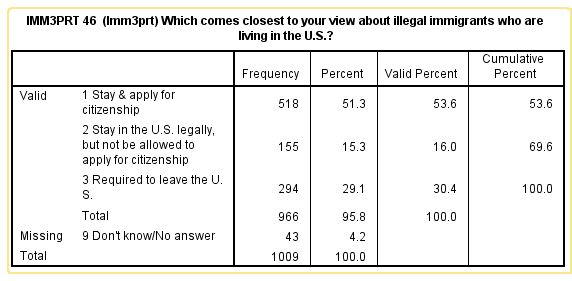 IMM3PRT 46 (Imm3prt) Which comes closest to your view about illegal immigrants who are
living in the U.S.?
Frequency Percent Valid Percent Cumulative Percent
Valid 1 Stay & apply for citizenship 518 51.3 53.6 53.6
2 Stay in the U.S. legally, but not be allowed to apply for citizenship 155 15.3 16.0 69.6
3 Required to leave the U. S. 294 29.1 30.4 100.0
Total 966 95.8 100.0
Missing 9 Don't know/No answer 43 4.2
Total 1009 100.0